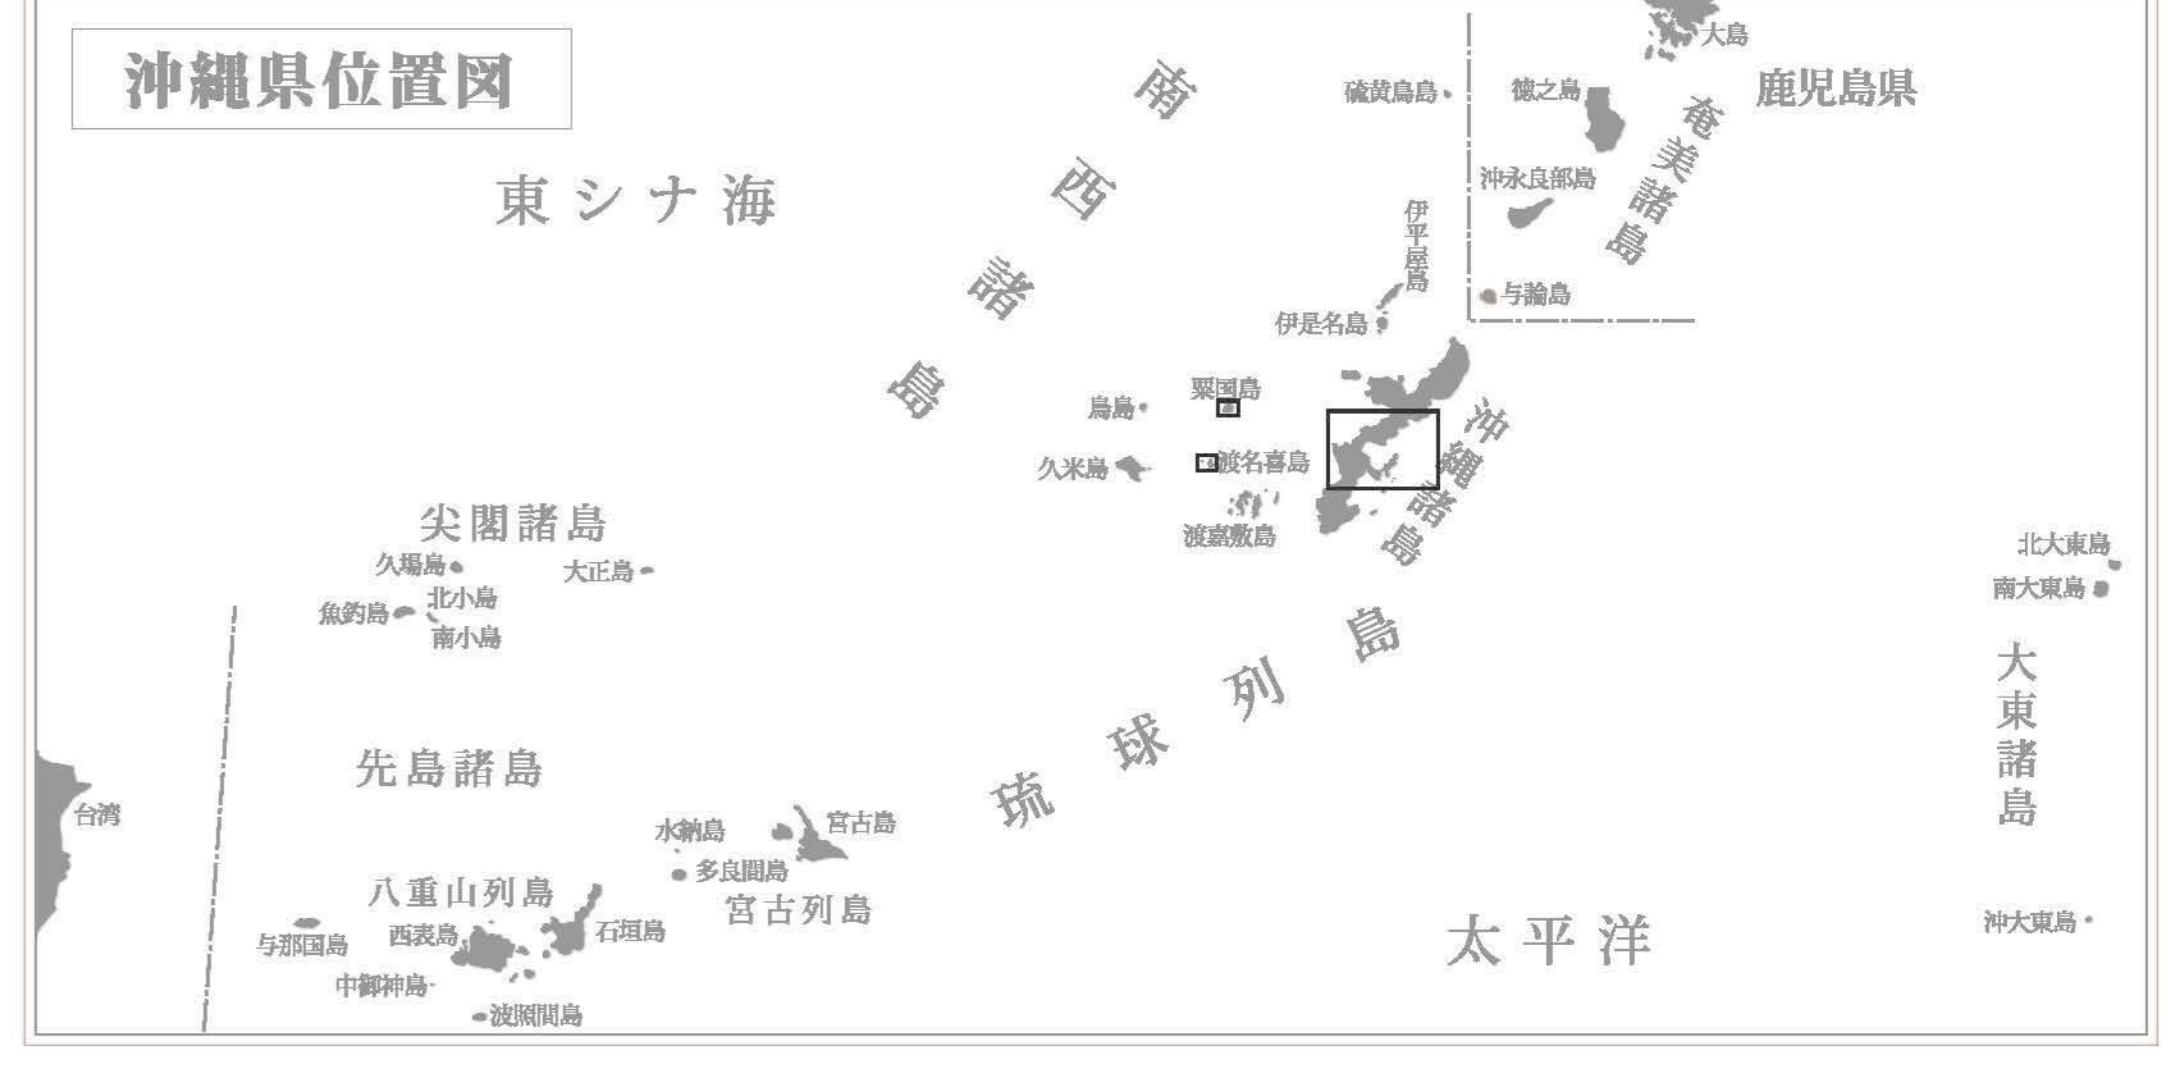 沖縄県位置図
大島
硫黄鳥島
徳之島
鹿児島県
奄美諸島
南西諸島
東シナ海
沖永良部島
伊平屋島
与論島
伊是名島
粟国島
鳥島
久米島
渡名喜島
渡嘉敷島
沖縄諸島
尖閣諸島
久場島
大正島
魚釣島
北小島
南小島
北大東島
南大東島
大東諸島
琉球列島
先島諸島
台湾
水納島
宮古島
多良間島
宮古列島
八重山列島
与那国島
西表島
石垣島
中御神島
波照間島
太平洋
沖大東島